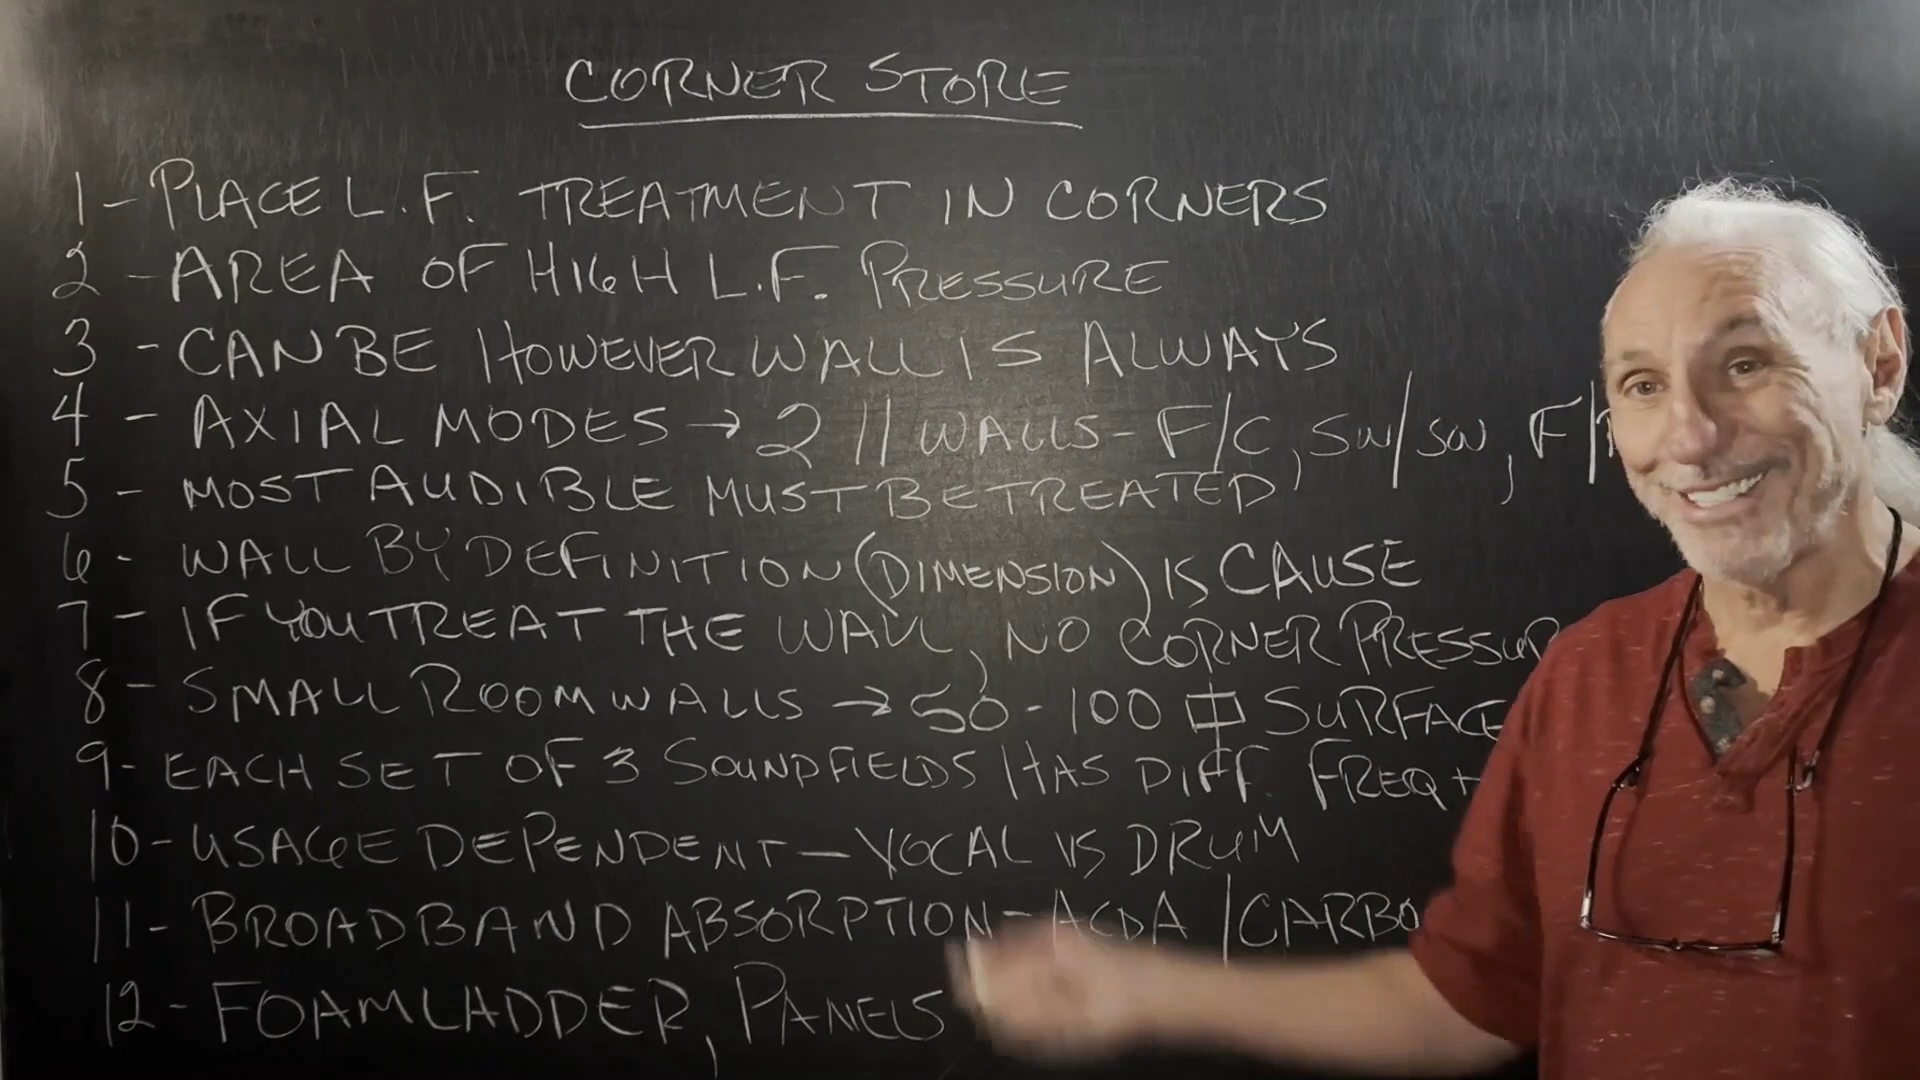 CORNER STORE
1 - PLACE L.F. TREATMENT IN CORNERS
2 - AREA OF HIGH L.F. PRESSURE
3 - CAN BE HOWEVER WALL IS ALWAYS
4 - AXIAL MODES → 2 // WALLS - F/C, SW/SW, F/
5 - MOST AUDIBLE MUST BE TREATED
6 - WALL BY DEFINITION (DIMENSION) IS CAUSE
7 - IF YOU TREAT THE WALL, NO CORNER PRESSUR
8 - SMALL ROOM WALLS → 50 - 100 SURFACE
9 - EACH SET OF 3 SOUNDFIELDS HAS DIFF. FREQ +
10 - USAGE DEPENDENT - VOCAL VS DRUM
11 - BROADBAND ABSORPTION - ACDA / CARBO
12 - FOAM LADDER, PANELS